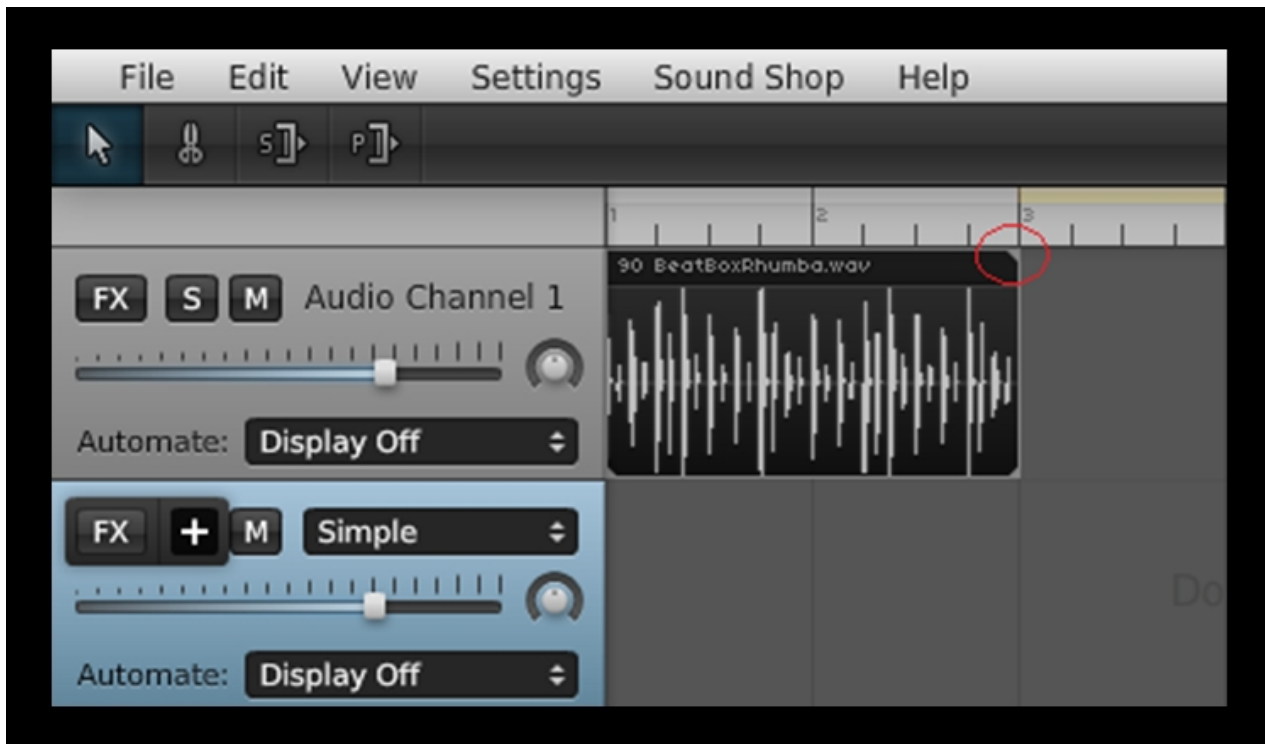 File Edit View Settings Sound Shop Help
S P
1 2 3
90 BeatBoxRhumba.wav
FX S M Audio Channel 1
Automate: Display Off
FX + M Simple
Do
Automate: Display Off